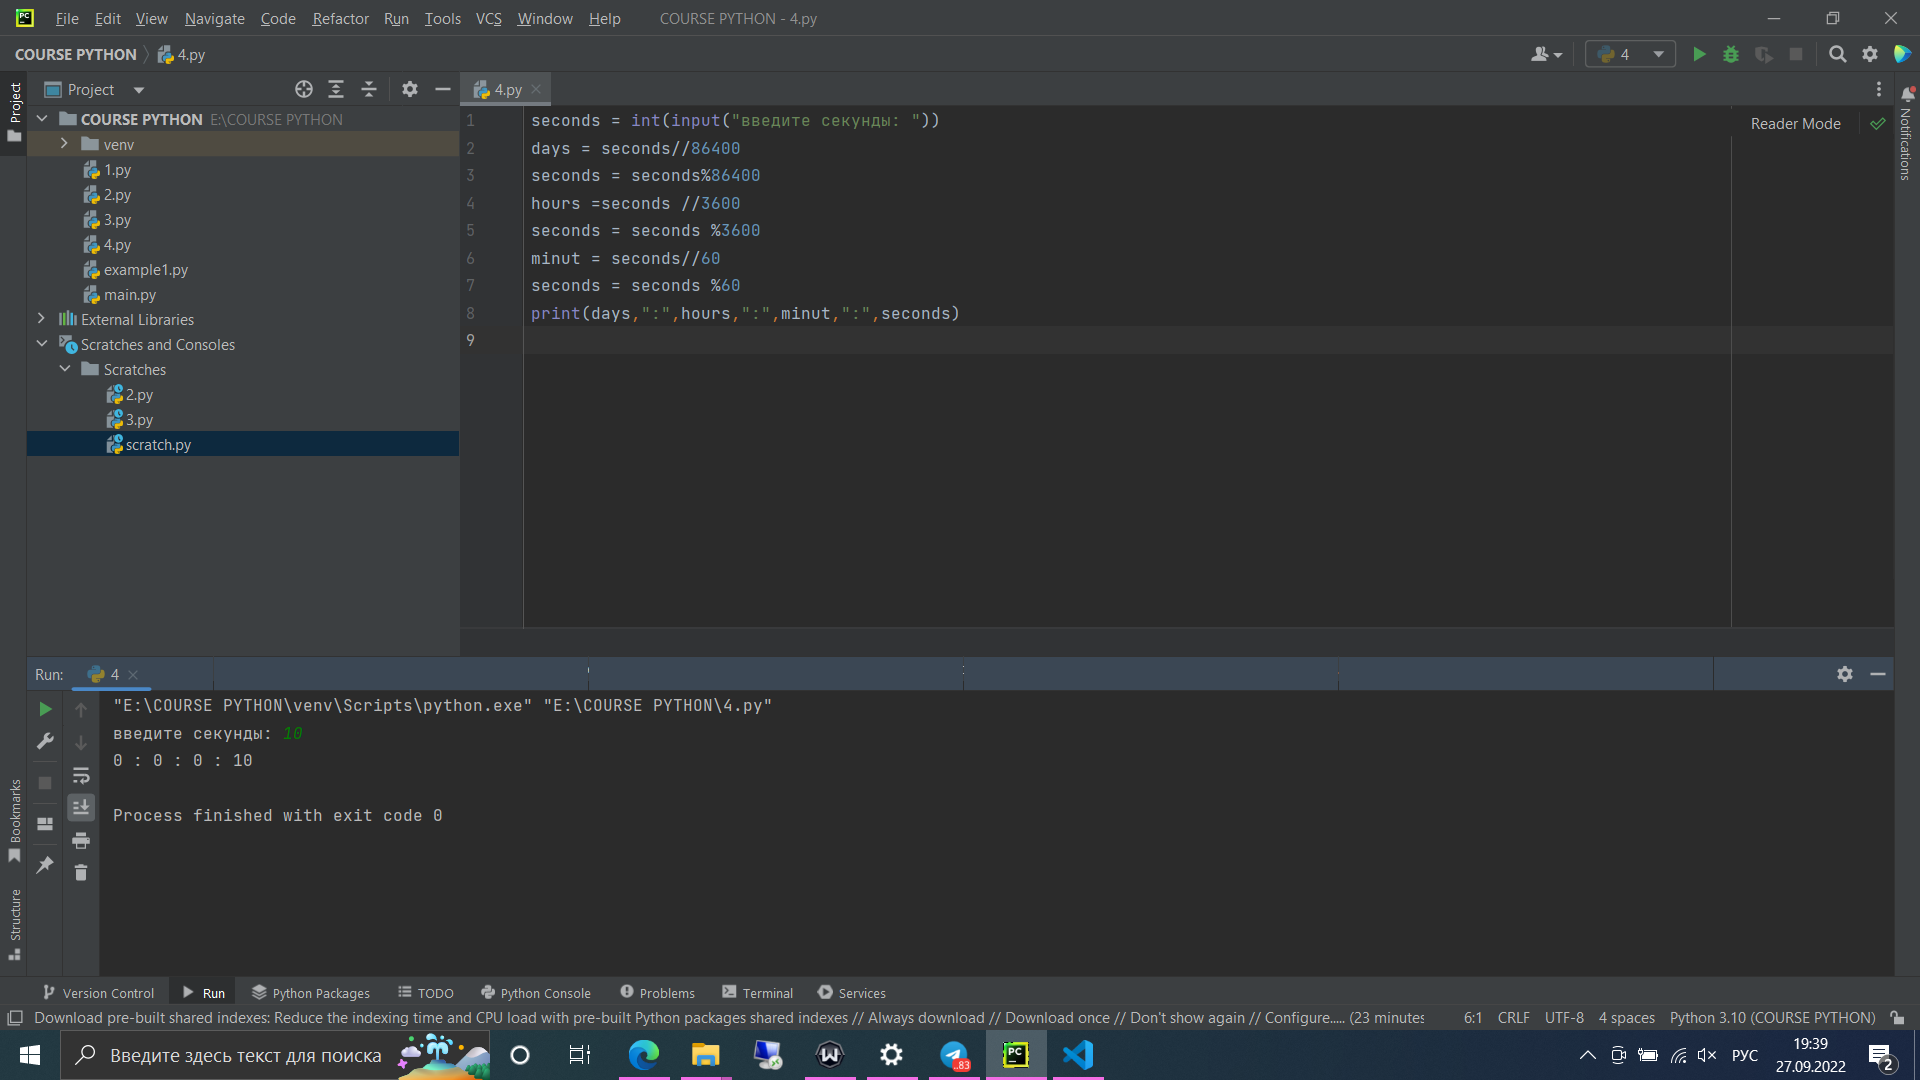 File Edit View Navigate Code Refactor Run Tools VCS Window Help COURSE PYTHON - 4.py
COURSE PYTHON 4.py 4
Project 4.py
COURSE PYTHON E:\COURSE PYTHON
venv
1.py
2.py
3.py
4.py
example1.py
main.py
External Libraries
Scratches and Consoles
Scratches
2.py
3.py
scratch.py
Project
Bookmarks
Structure
1 seconds = int(input("введите секунды: "))
2 days = seconds//86400
3 seconds = seconds%86400
4 hours =seconds //3600
5 seconds = seconds %3600
6 minut = seconds//60
7 seconds = seconds %60
8 print(days,":",hours,":",minut,":",seconds)
9
Reader Mode
Notifications
Run: 4
"E:\COURSE PYTHON\venv\Scripts\python.exe" "E:\COURSE PYTHON\4.py"
введите секунды: 10
0 : 0 : 0 : 10
Process finished with exit code 0
Version Control Run Python Packages TODO Python Console Problems Terminal Services
Download pre-built shared indexes: Reduce the indexing time and CPU load with pre-built Python packages shared indexes // Always download // Download once // Don't show again // Configure..... (23 minutes 6:1 CRLF UTF-8 4 spaces Python 3.10 (COURSE PYTHON)
Введите здесь текст для поиска PC ..83 РУС 19:39
27.09.2022 2